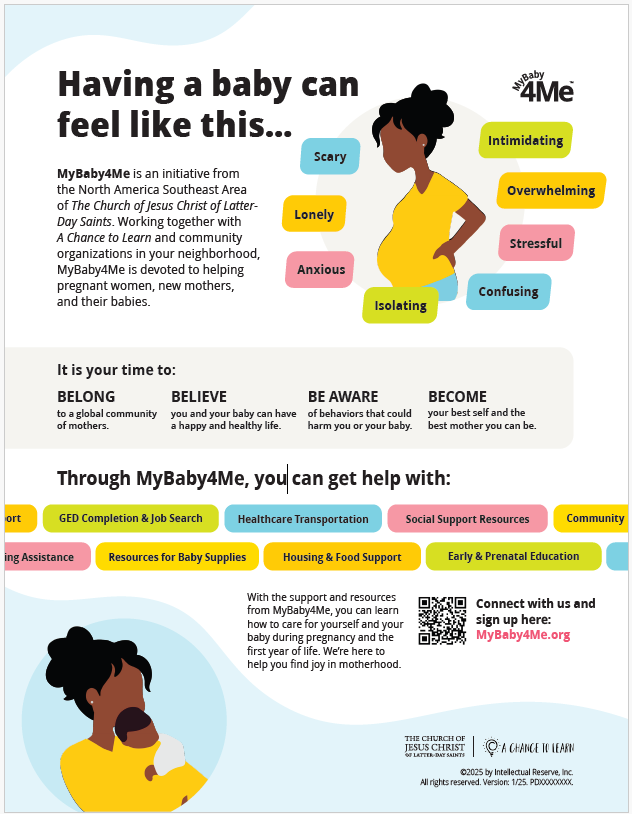 Having a baby can
feel like this...
MyBaby
4Me
MyBaby4Me is an initiative from
the North America Southeast Area
of The Church of Jesus Christ of Latter-
Day Saints. Working together with
A Chance to Learn and community
organizations in your neighborhood,
MyBaby4Me is devoted to helping
pregnant women, new mothers,
and their babies.
Scary
Lonely
Anxious
Isolating
Intimidating
Overwhelming
Stressful
Confusing
It is your time to:
BELONG
to a global community
of mothers.
BELIEVE
you and your baby can have
a happy and healthy life.
BE AWARE
of behaviors that could
harm you or your baby.
BECOME
your best self and the
best mother you can be.
Through MyBaby4Me, you can get help with:
ort GED Completion & Job Search Healthcare Transportation Social Support Resources Community
ing Assistance Resources for Baby Supplies Housing & Food Support Early & Prenatal Education
With the support and resources
from MyBaby4Me, you can learn
how to care for yourself and your
baby during pregnancy and the
first year of life. We're here to
help you find joy in motherhood.
Connect with us and
sign up here:
MyBaby4Me.org
THE CHURCH OF
JESUS CHRIST
OF LATTER-DAY SAINTS
A CHANCE TO LEARN
©2025 by Intellectual Reserve, Inc.
All rights reserved. Version: 1/25. PDXXXXXXXX.